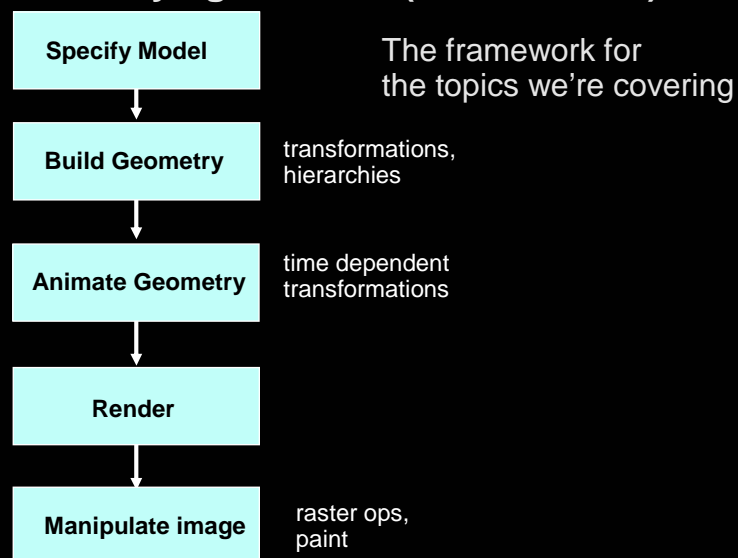 Specify Model
The framework for
the topics we're covering
Build Geometry
transformations,
hierarchies
Animate Geometry
time dependent
transformations
Render
Manipulate image
raster ops,
paint